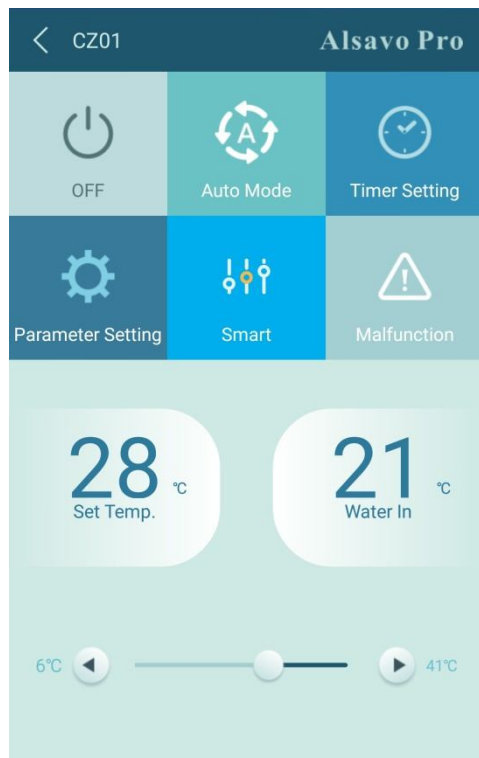 CZ01
Alsavo Pro
OFF
Auto Mode
Timer Setting
Parameter Setting
Smart
Malfunction
28 ℃
Set Temp.
21 ℃
Water In
6℃
41℃